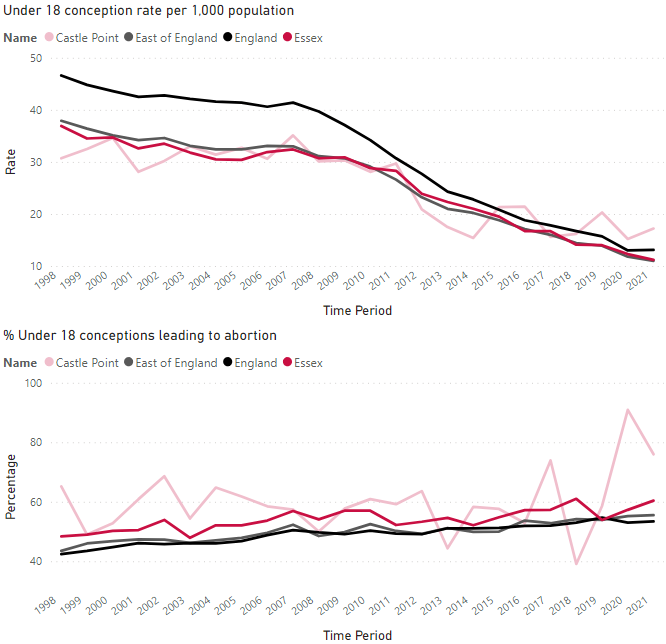 Under 18 conception rate per 1,000 population
Name Castle Point East of England England Essex
50
40
30
20
10
Rate
1998 1999 2000 2001 2002 2003 2004 2005 2006 2007 2008 2009 2010 2011 2012 2013 2014 2015 2016 2017 2018 2019 2020 2021
Time Period
% Under 18 conceptions leading to abortion
Name Castle Point East of England England Essex
100
80
60
40
Percentage
1998 1999 2000 2001 2002 2003 2004 2005 2006 2007 2008 2009 2010 2011 2012 2013 2014 2015 2016 2017 2018 2019 2020 2021
Time Period